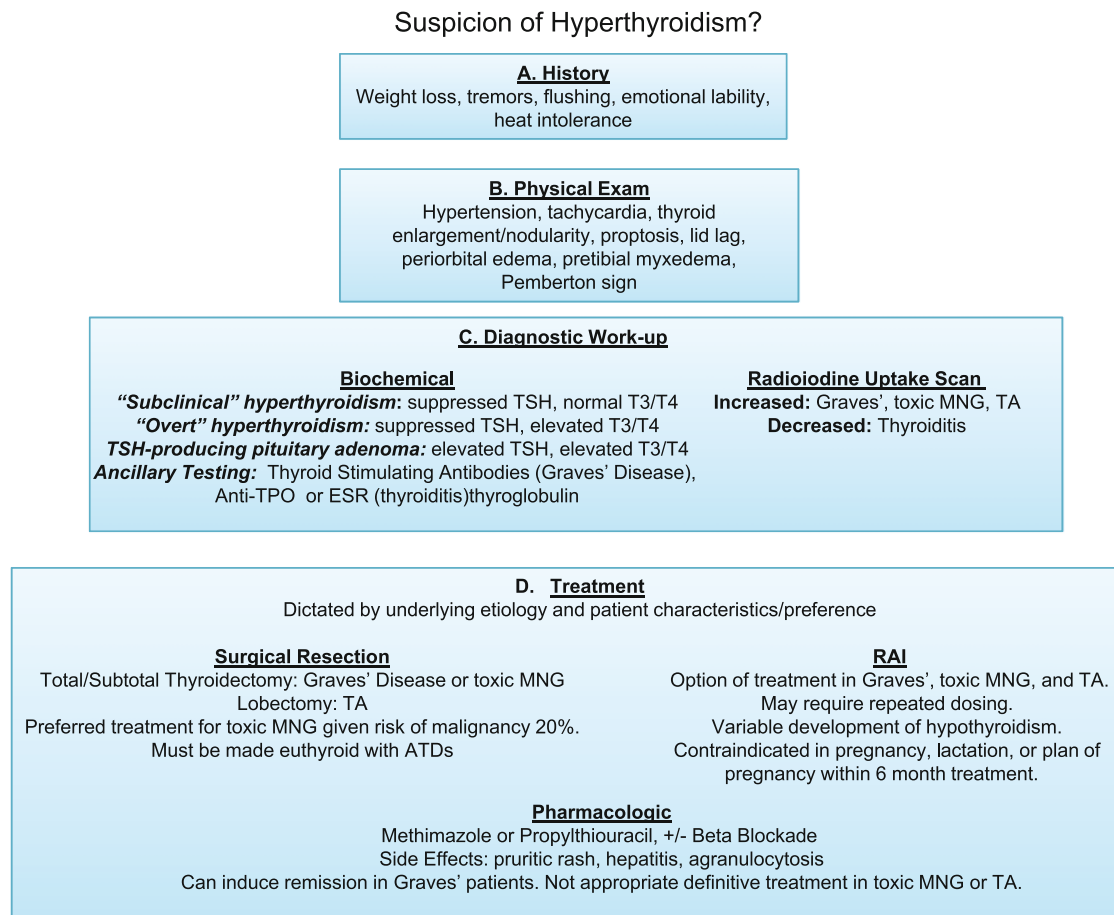 Suspicion of Hyperthyroidism?
A. History
Weight loss, tremors, flushing, emotional lability,
heat intolerance
B. Physical Exam
Hypertension, tachycardia, thyroid
enlargement/nodularity, proptosis, lid lag,
periorbital edema, pretibial myxedema,
Pemberton sign
C. Diagnostic Work-up
Biochemical
“Subclinical” hyperthyroidism: suppressed TSH, normal T3/T4
“Overt” hyperthyroidism: suppressed TSH, elevated T3/T4
TSH-producing pituitary adenoma: elevated TSH, elevated T3/T4
Ancillary Testing: Thyroid Stimulating Antibodies (Graves’ Disease),
Anti-TPO or ESR (thyroiditis)thyroglobulin
Radioiodine Uptake Scan
Increased: Graves’, toxic MNG, TA
Decreased: Thyroiditis
D. Treatment
Dictated by underlying etiology and patient characteristics/preference
Surgical Resection
Total/Subtotal Thyroidectomy: Graves’ Disease or toxic MNG
Lobectomy: TA
Preferred treatment for toxic MNG given risk of malignancy 20%.
Must be made euthyroid with ATDs
RAI
Option of treatment in Graves’, toxic MNG, and TA.
May require repeated dosing.
Variable development of hypothyroidism.
Contraindicated in pregnancy, lactation, or plan of
pregnancy within 6 month treatment.
Pharmacologic
Methimazole or Propylthiouracil, +/- Beta Blockade
Side Effects: pruritic rash, hepatitis, agranulocytosis
Can induce remission in Graves’ patients. Not appropriate definitive treatment in toxic MNG or TA.